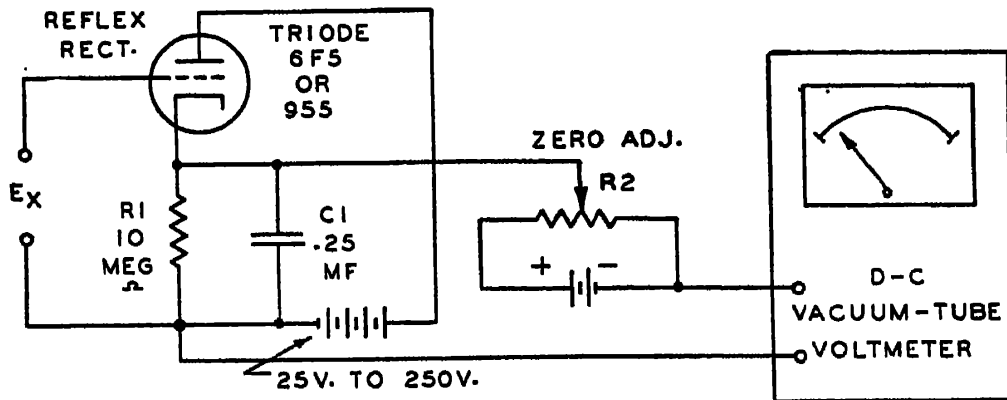 REFLEX
RECT.
TRIODE
6F5
OR
955
ZERO ADJ.
R2
EX
R1
10
MEG
Ω
C1
.25
MF
+ -
D-C
VACUUM-TUBE
VOLTMETER
25V. TO 250V.